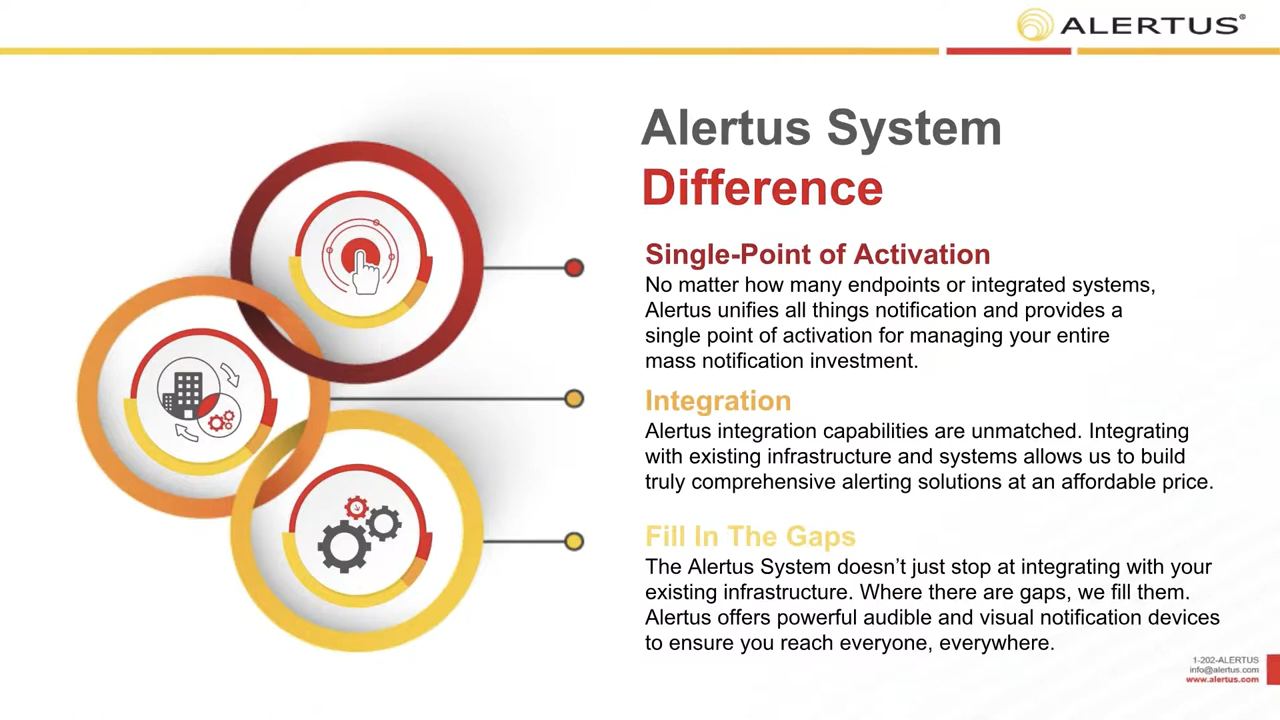 ALERTUS®
Alertus System
Difference
Single-Point of Activation
No matter how many endpoints or integrated systems,
Alertus unifies all things notification and provides a
single point of activation for managing your entire
mass notification investment.
Integration
Alertus integration capabilities are unmatched. Integrating
with existing infrastructure and systems allows us to build
truly comprehensive alerting solutions at an affordable price.
Fill In The Gaps
The Alertus System doesn’t just stop at integrating with your
existing infrastructure. Where there are gaps, we fill them.
Alertus offers powerful audible and visual notification devices
to ensure you reach everyone, everywhere.
1-202-ALERTUS
info@alertus.com
www.alertus.com